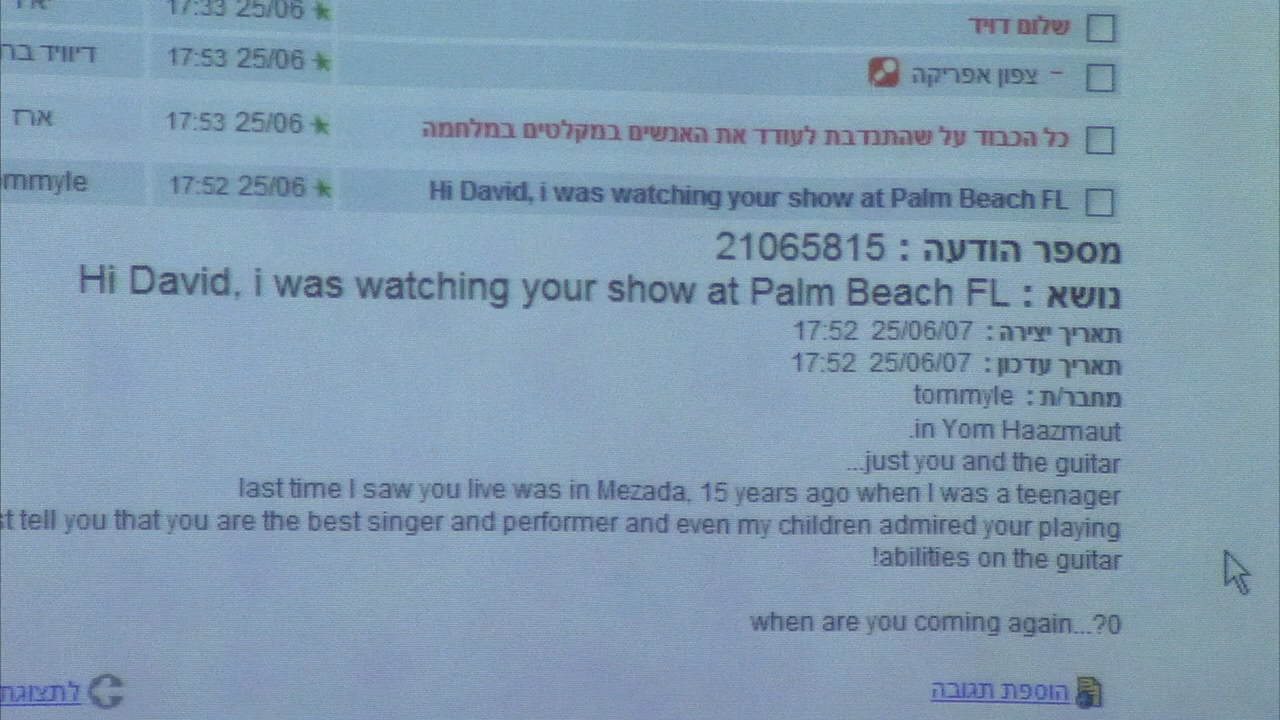 שלום דויד 17:33 25/06
– צפון אפריקה 17:53 25/06 דיוויד
כל הכבוד על שהתנדבת לעודד את האנשים במקלטים במלחמה 17:53 25/06 ארז
Hi David, i was watching your show at Palm Beach FL 17:52 25/06 ommyle
מספר הודעה : 21065815
נושא : Hi David, i was watching your show at Palm Beach FL
תאריך יצירה : 25/06/07 17:52
תאריך עדכון : 25/06/07 17:52
מחבר/ת : tommyle
.in Yom Haazmaut
...just you and the guitar
last time I saw you live was in Mezada, 15 years ago when I was a teenager
tell you that you are the best singer and performer and even my children admired your playing
!abilities on the guitar
when are you coming again...?0
הוספת תגובה לתצוגת